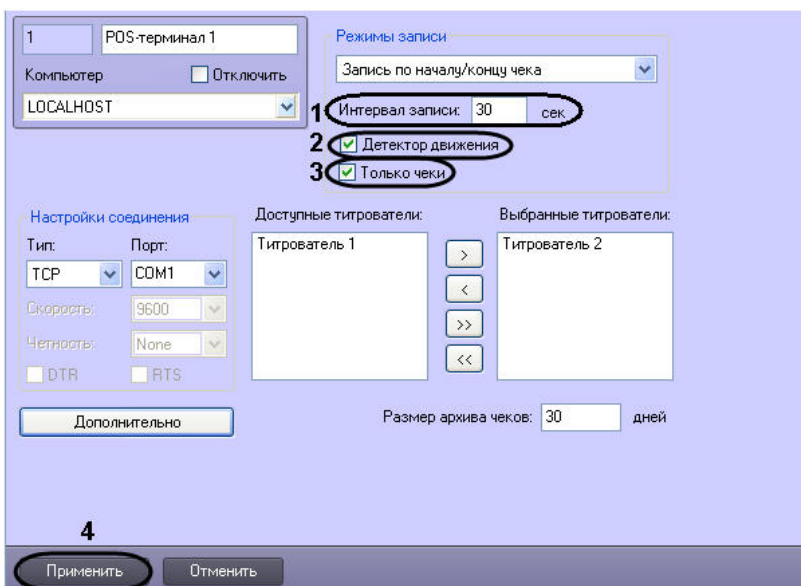 1 POS-терминал 1
Компьютер Отключить
LOCALHOST
Режимы записи
Запись по началу/концу чека
1 Интервал записи: 30 сек
2 Детектор движения
3 Только чеки
Настройки соединения
Тип: Порт:
TCP COM1
Скорость: 9600
Четность: None
DTR RTS
Дополнительно
Доступные титрователи: Выбранные титрователи:
Титрователь 1 Титрователь 2
>
<
>>
<<
Размер архива чеков: 30 дней
4
Применить Отменить